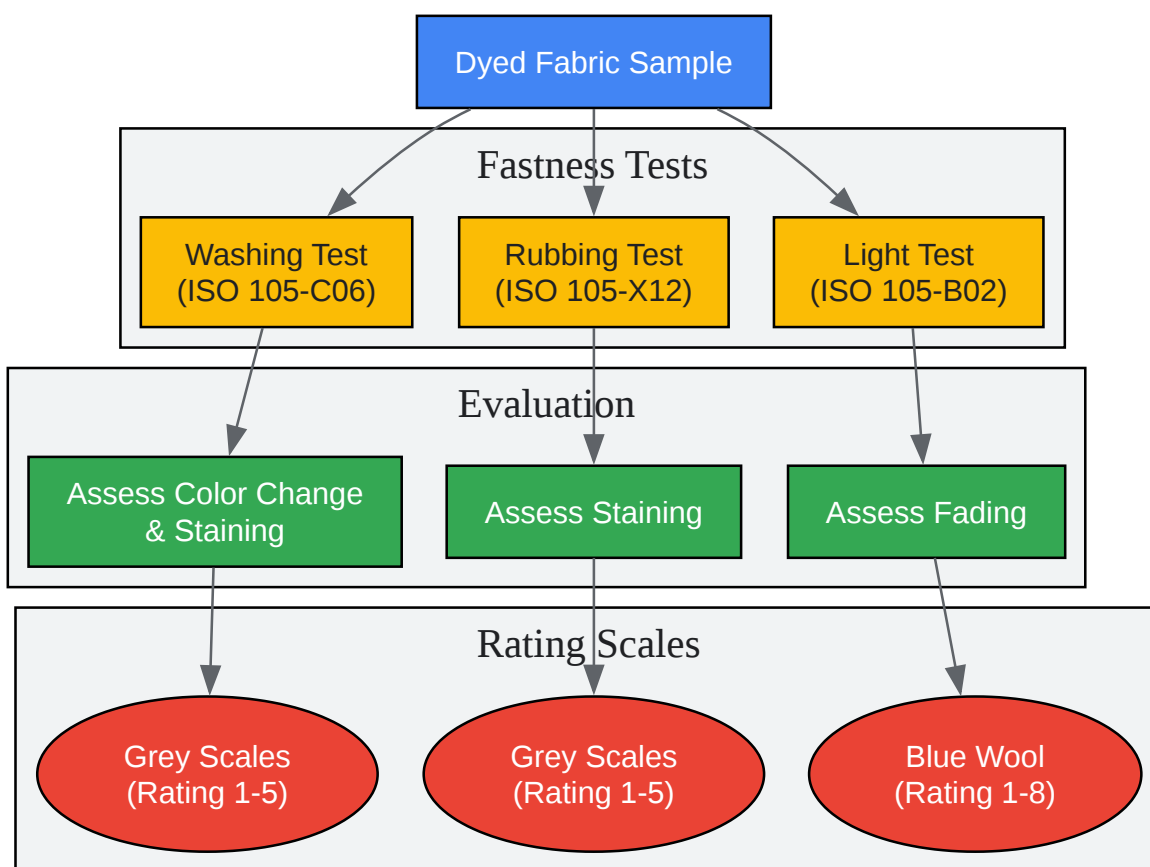 Dyed Fabric Sample
Fastness Tests
Washing Test
(ISO 105-C06)
Rubbing Test
(ISO 105-X12)
Light Test
(ISO 105-B02)
Evaluation
Assess Color Change
& Staining
Assess Staining
Assess Fading
Rating Scales
Grey Scales
(Rating 1-5)
Grey Scales
(Rating 1-5)
Blue Wool
(Rating 1-8)